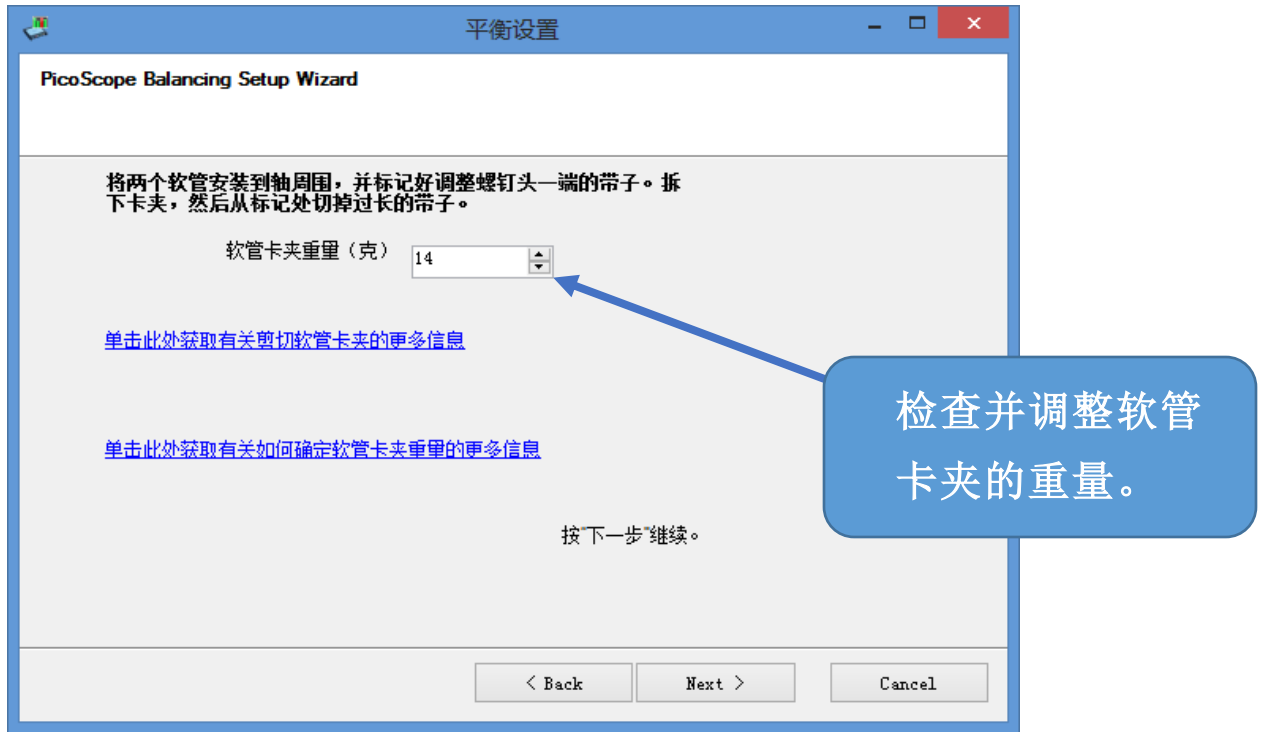 平衡设置
PicoScope Balancing Setup Wizard
将两个软管安装到轴周围，并标记好调整螺钉头一端的带子。拆
下卡夹，然后从标记处切掉过长的带子。
软管卡夹重量（克）
14
单击此处获取有关剪切软管卡夹的更多信息
检查并调整软管
卡夹的重量。
单击此处获取有关如何确定软管卡夹重量的更多信息
按"下一步"继续。
< Back
Next >
Cancel